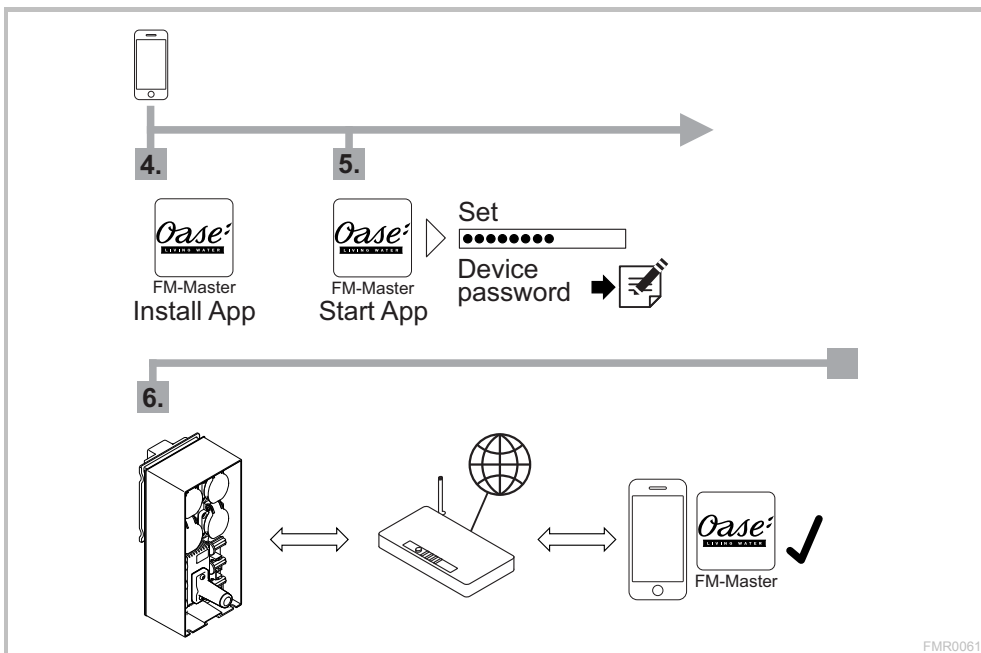 4.
5.
Oase
LIVING WATER
FM-Master
Install App
Oase
LIVING WATER
FM-Master
Start App
Set
Device
password
6.
Oase
LIVING WATER
FM-Master
FMR0061